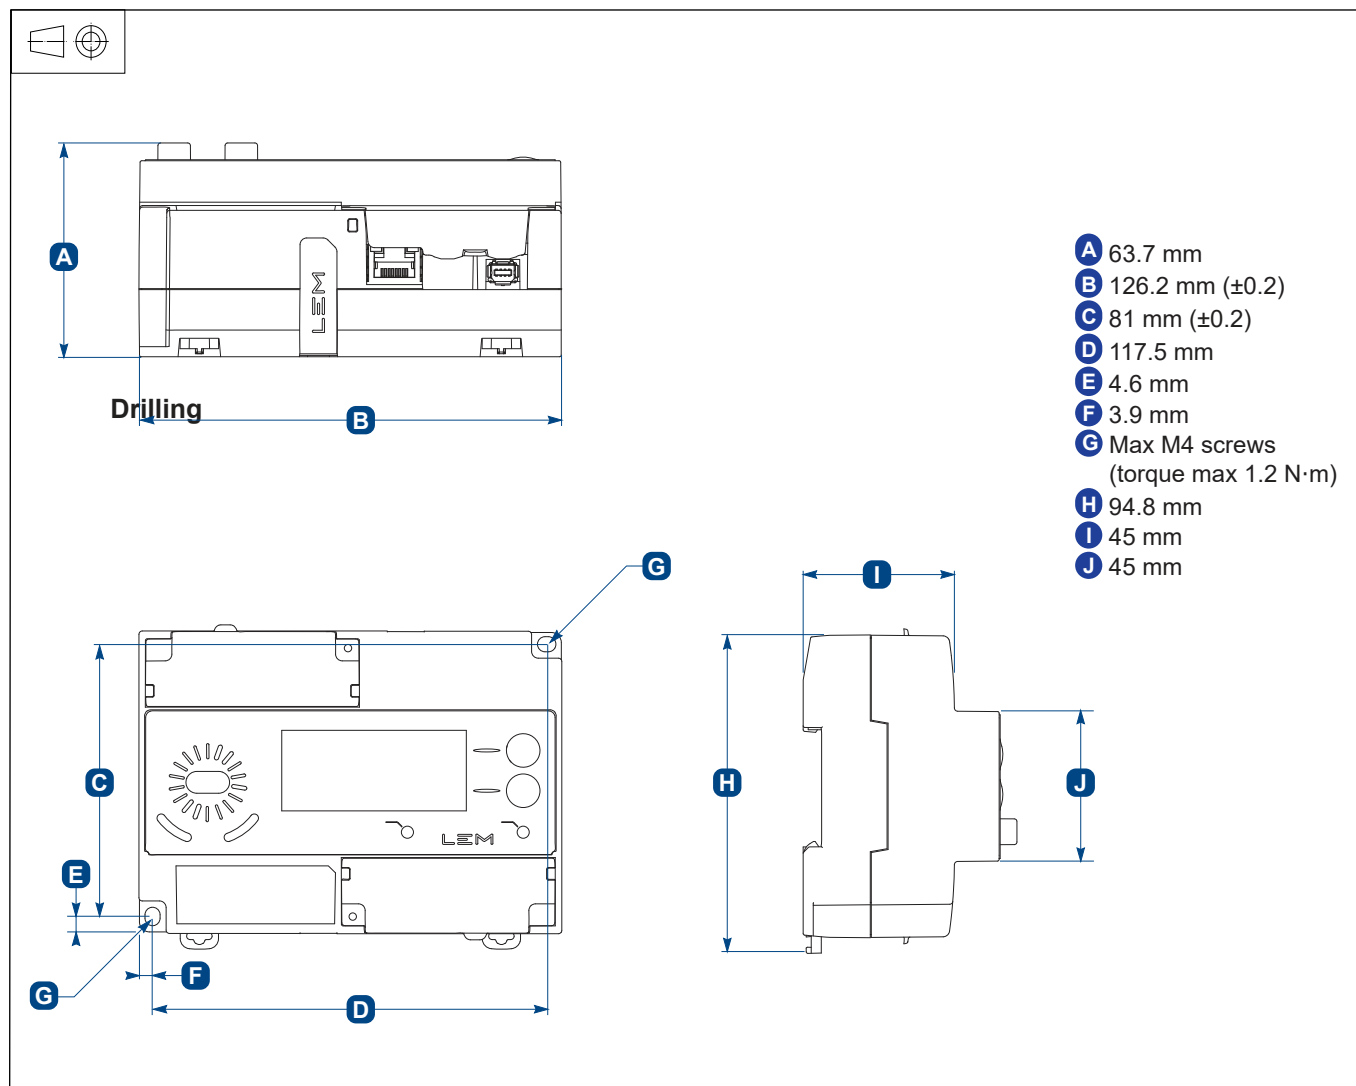 A
LEM
Drilling
B
A 63.7 mm
B 126.2 mm (±0.2)
C 81 mm (±0.2)
D 117.5 mm
E 4.6 mm
F 3.9 mm
G Max M4 screws
(torque max 1.2 N·m)
H 94.8 mm
I 45 mm
J 45 mm
G
I
C
H
J
LEM
E
F
G
D